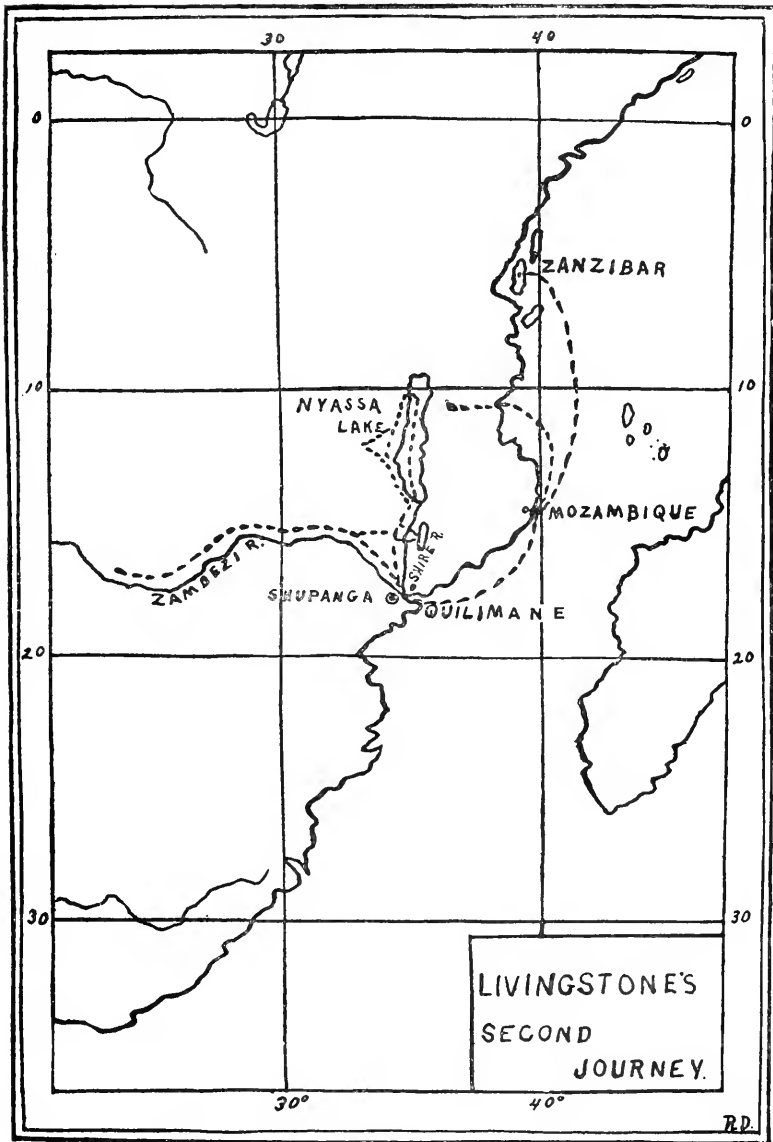 30 40
0 0
ZANZIBAR
10 10
NYASSA
LAKE
MOZAMBIQUE
SHIRE R.
ZAMBEZI R.
SHUPANGA
QUILIMANE
20 20
30 30
LIVINGSTONE'S
SECOND
JOURNEY.
30° 40°
R.D.